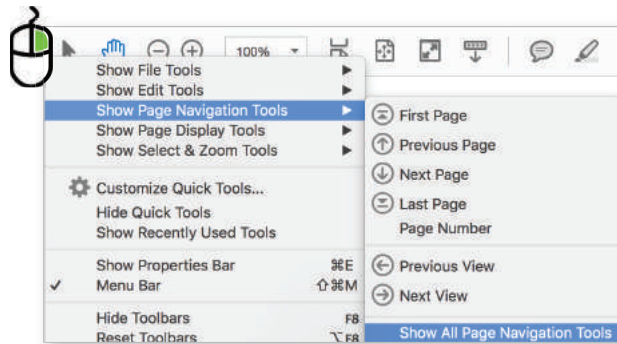 100%
Show File Tools
Show Edit Tools
Show Page Navigation Tools
Show Page Display Tools
Show Select & Zoom Tools
Customize Quick Tools...
Hide Quick Tools
Show Recently Used Tools
Show Properties Bar ⌘E
✓ Menu Bar ⇧⌘M
Hide Toolbars F8
Reset Toolbars ⌥F8
First Page
Previous Page
Next Page
Last Page
Page Number
Previous View
Next View
Show All Page Navigation Tools